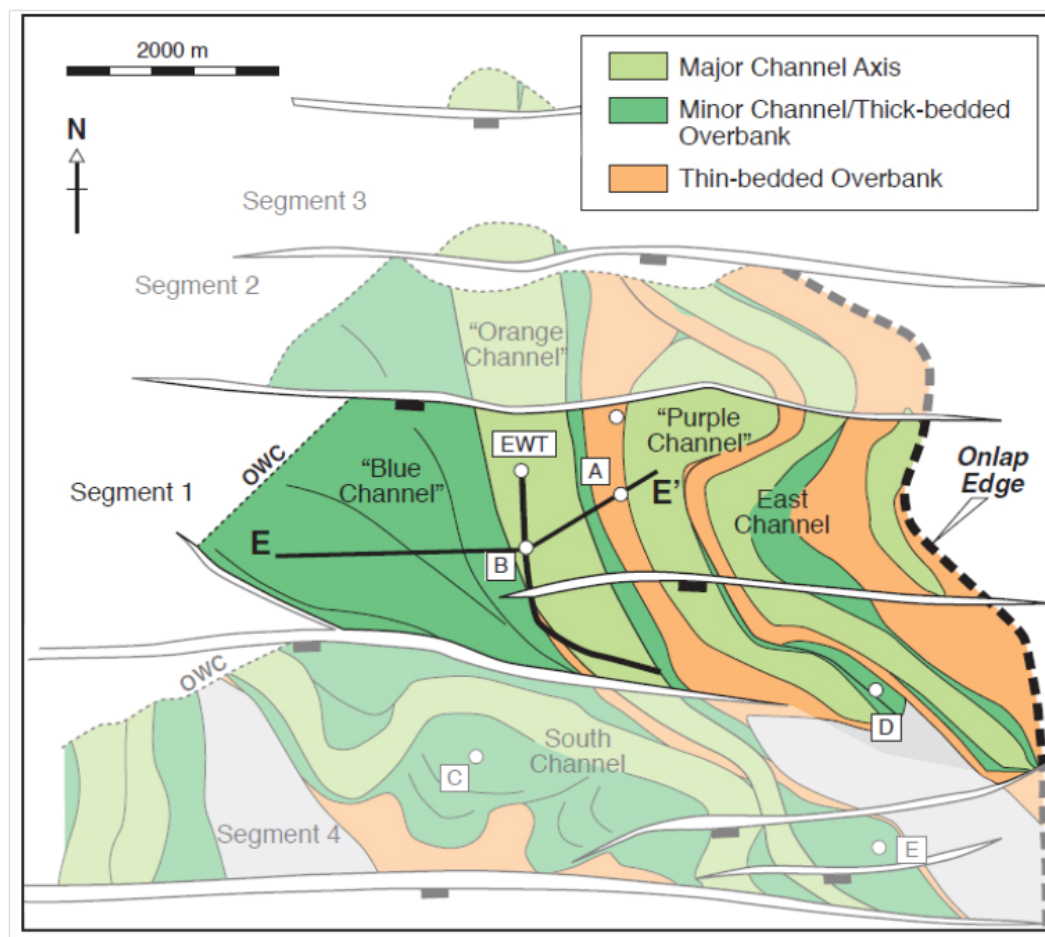 2000 m
Major Channel Axis
Minor Channel/Thick-bedded
Overbank
Thin-bedded Overbank
N
Segment 3
Segment 2
"Orange
Channel"
"Purple
Channel"
EWT
OWC
"Blue
Channel"
A
E'
Onlap
Edge
Segment 1
East
Channel
E
B
OWC
D
South
Channel
C
Segment 4
E